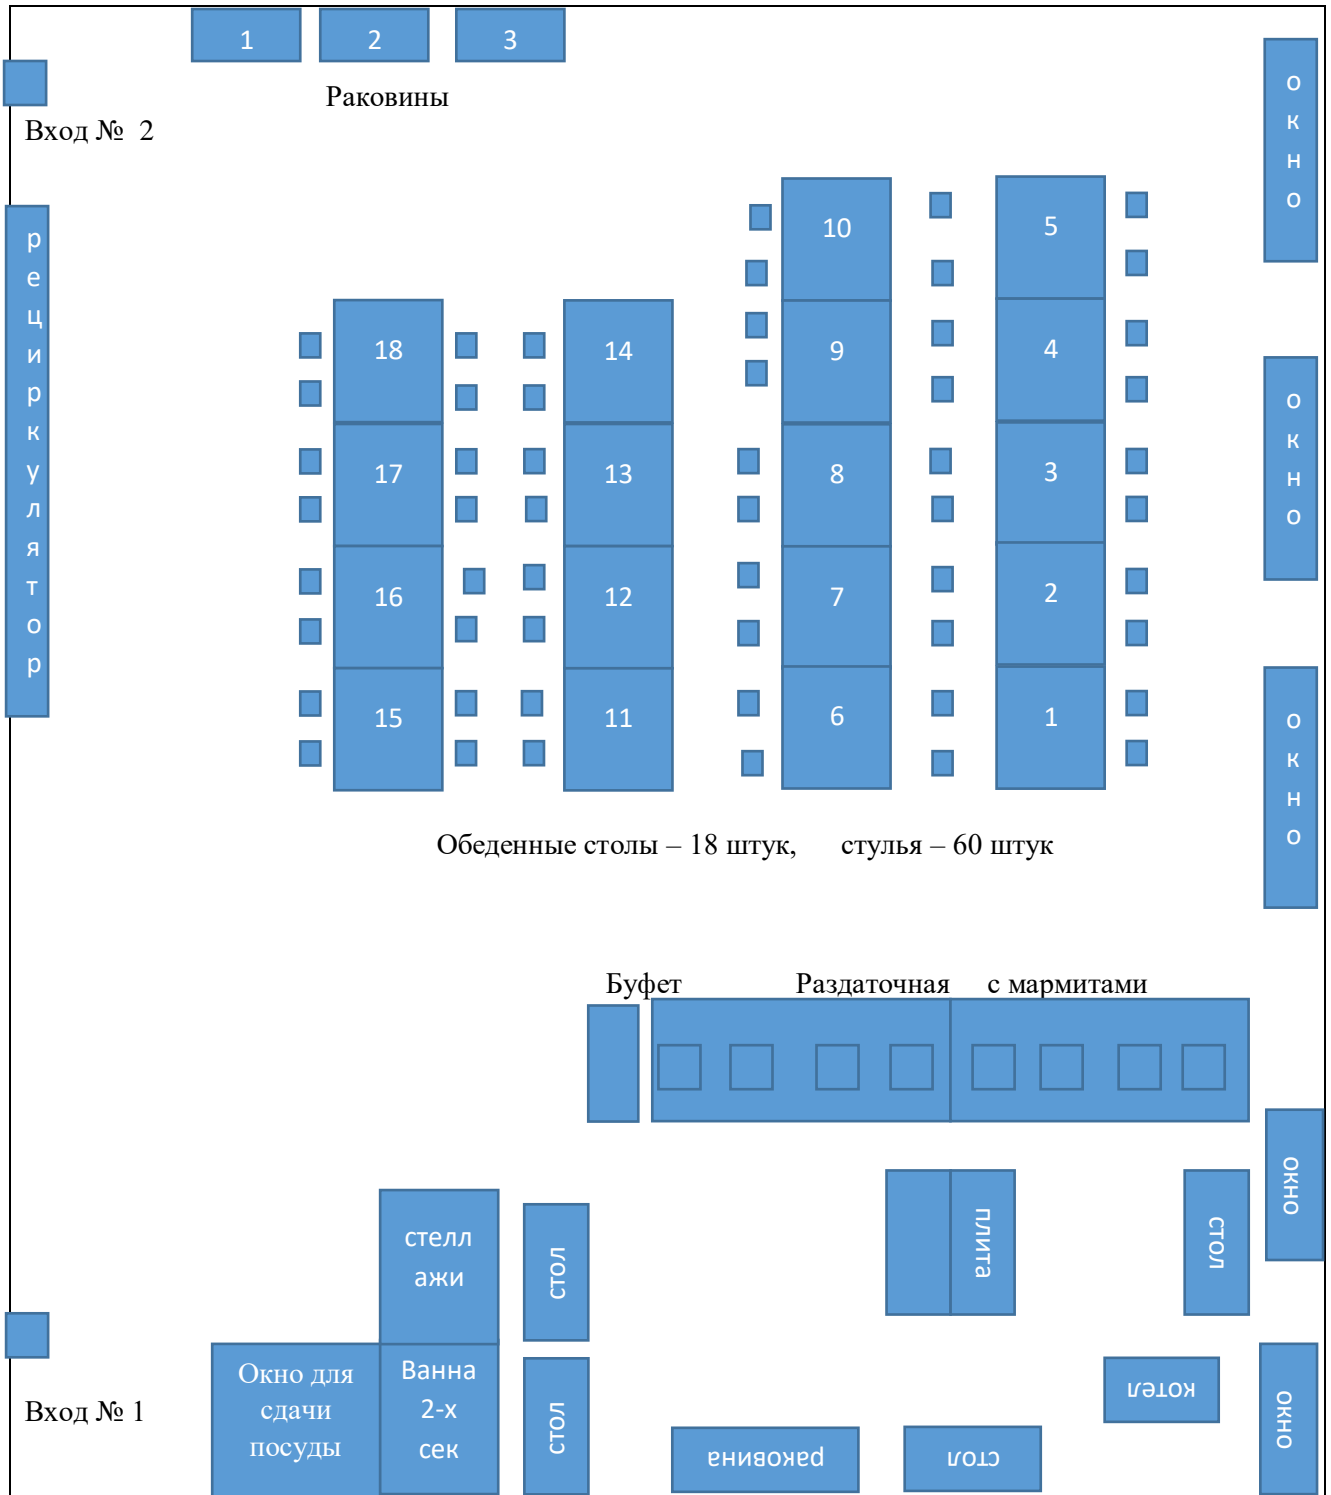 1 2 3
Раковины
Вход № 2
окно
рециркулятор
10 5
18 14 9 4
окно
17 13 8 3
16 12 7 2
15 11 6 1
окно
Обеденные столы – 18 штук, стулья – 60 штук
Буфет Раздаточная с мармитами
окно
стелл
ажи
стол
плита
стол
Вход № 1
Окно для
сдачи
посуды
Ванна
2-х
сек
стол
раковина
стол
котел
окно